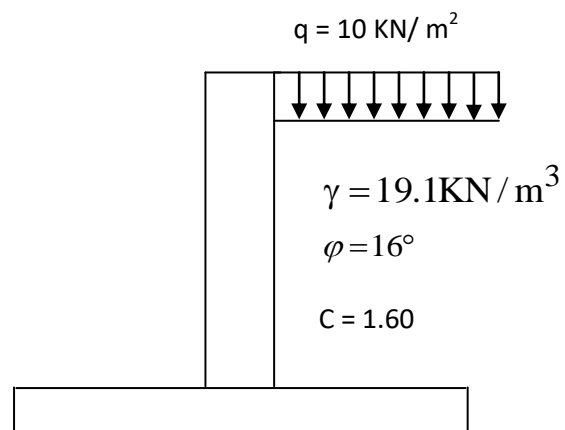 q = 10 KN/ m²
γ = 19.1KN / m³
φ = 16°
C = 1.60